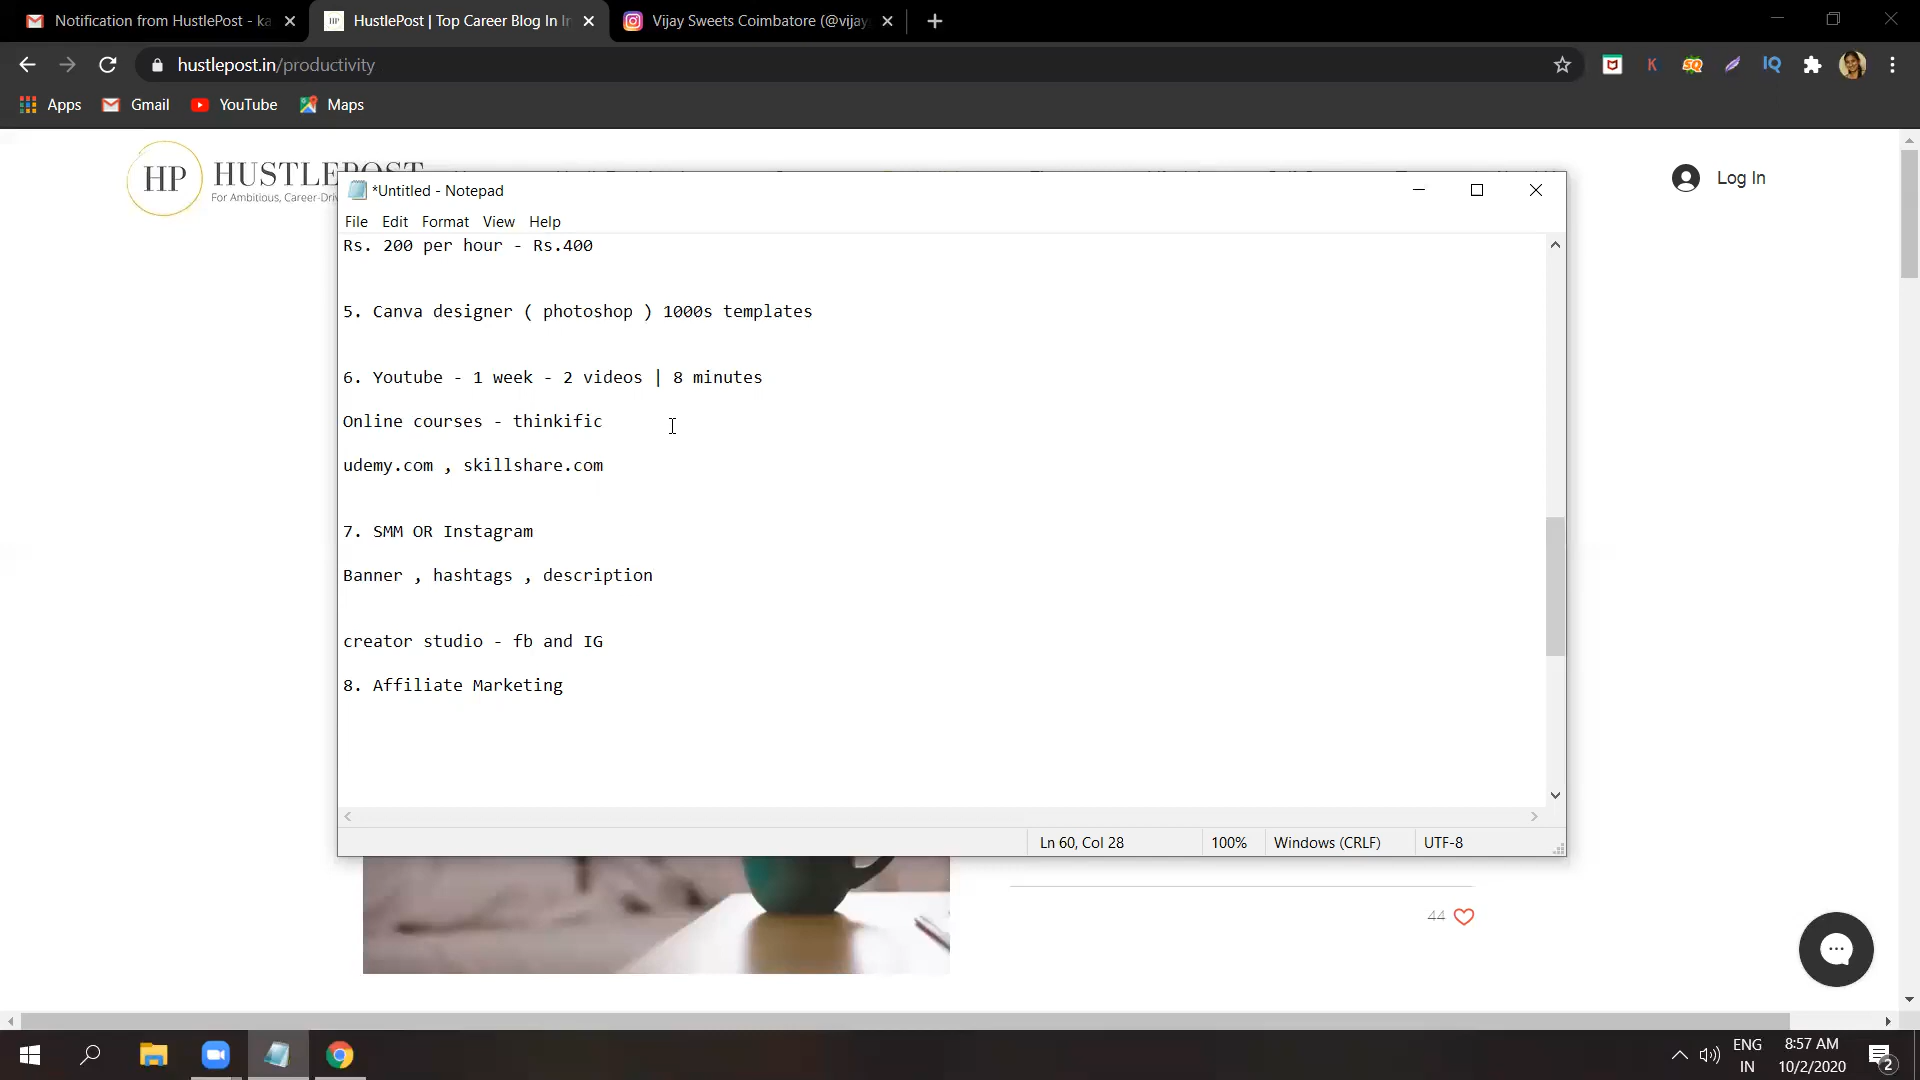 Notification from HustlePost - ka
HustlePost | Top Career Blog In In
Vijay Sweets Coimbatore (@vijay
hustlepost.in/productivity
Apps
Gmail
YouTube
Maps
HP
HUSTLEPOST
For Ambitious, Career-Driv
Log In
*Untitled - Notepad
File Edit Format View Help
Rs. 200 per hour - Rs.400
5. Canva designer ( photoshop ) 1000s templates
6. Youtube - 1 week - 2 videos | 8 minutes
Online courses - thinkific
udemy.com , skillshare.com
7. SMM OR Instagram
Banner , hashtags , description
creator studio - fb and IG
8. Affiliate Marketing
Ln 60, Col 28
100%
Windows (CRLF)
UTF-8
44
ENG
IN
8:57 AM
10/2/2020
2